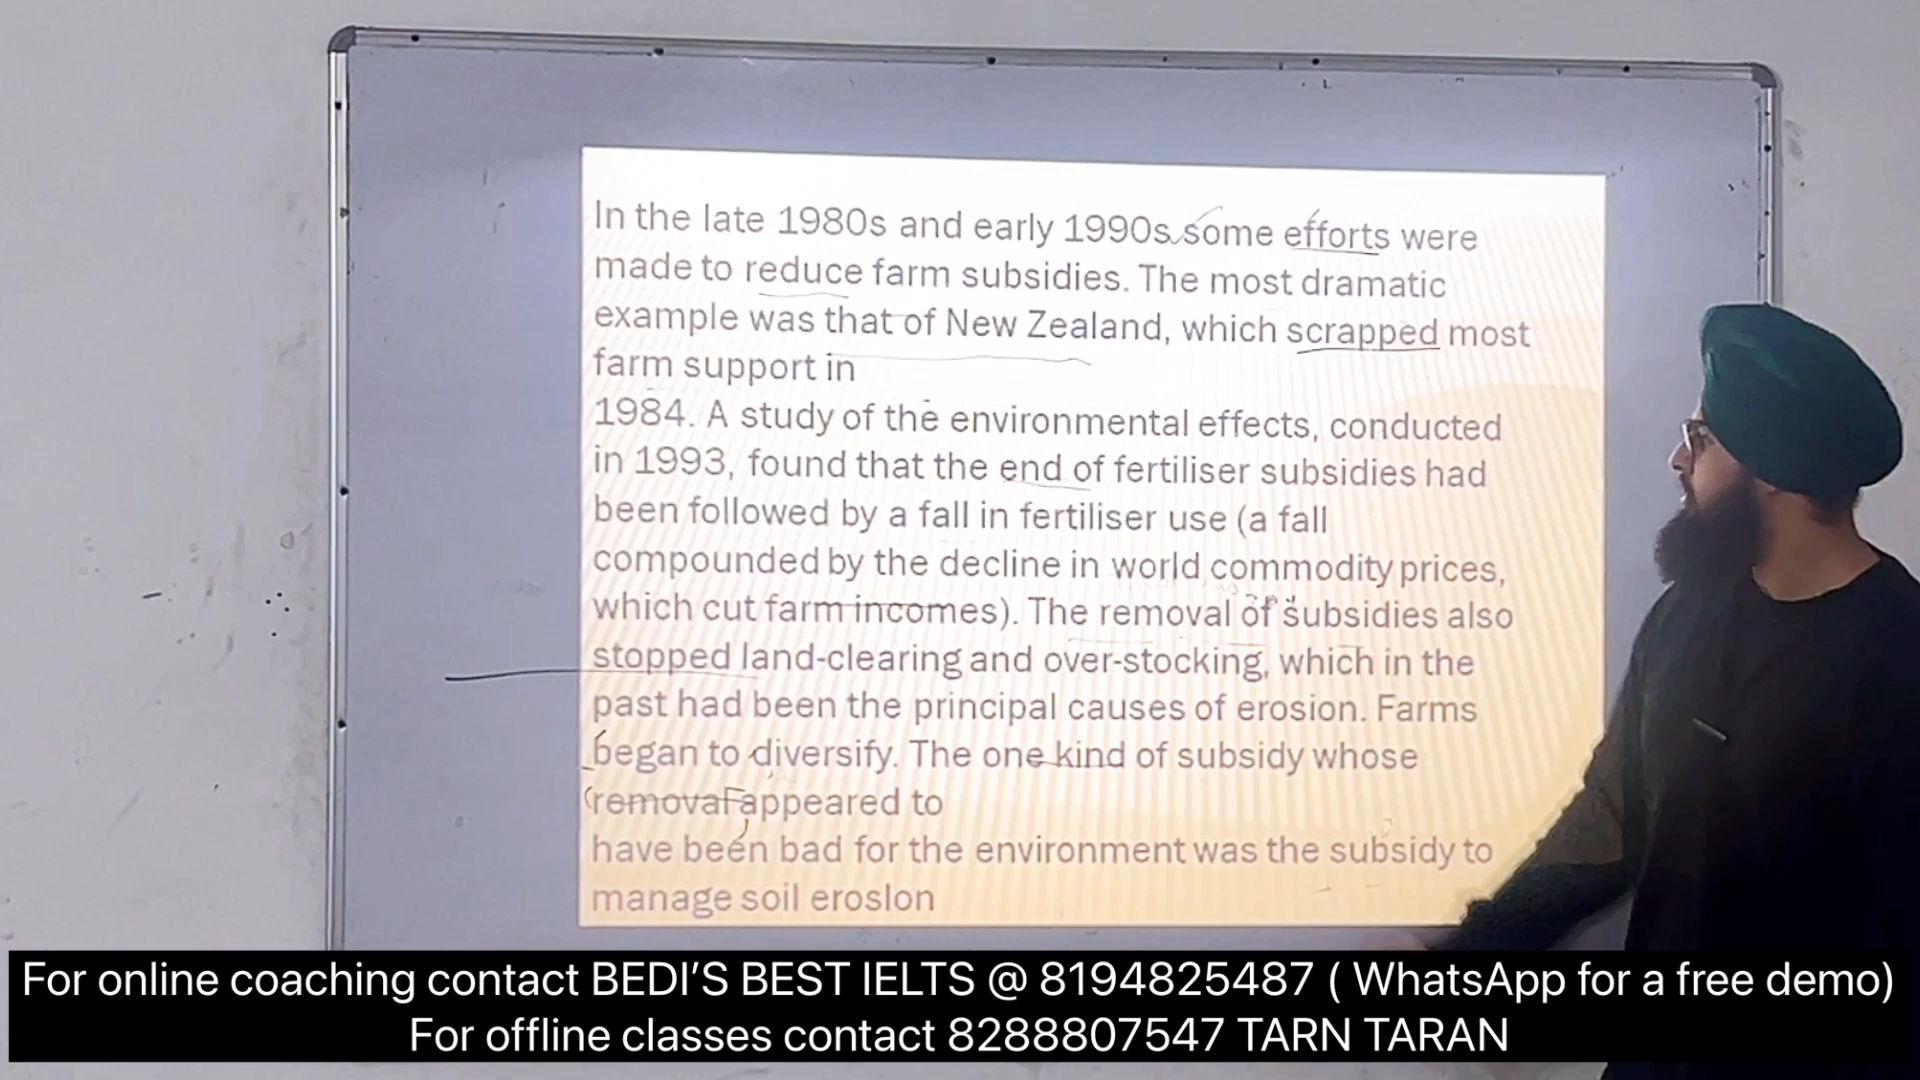 In the late 1980s and early 1990s some efforts were
made to reduce farm subsidies. The most dramatic
example was that of New Zealand, which scrapped most
farm support in
1984. A study of the environmental effects, conducted
in 1993, found that the end of fertiliser subsidies had
been followed by a fall in fertiliser use (a fall
compounded by the decline in world commodity prices,
which cut farm incomes). The removal of subsidies also
stopped land-clearing and over-stocking, which in the
past had been the principal causes of erosion. Farms
began to diversify. The one kind of subsidy whose
removal appeared to
have been bad for the environment was the subsidy to
manage soil eroslon
For online coaching contact BEDI’S BEST IELTS @ 8194825487 ( WhatsApp for a free demo)
For offline classes contact 8288807547 TARN TARAN